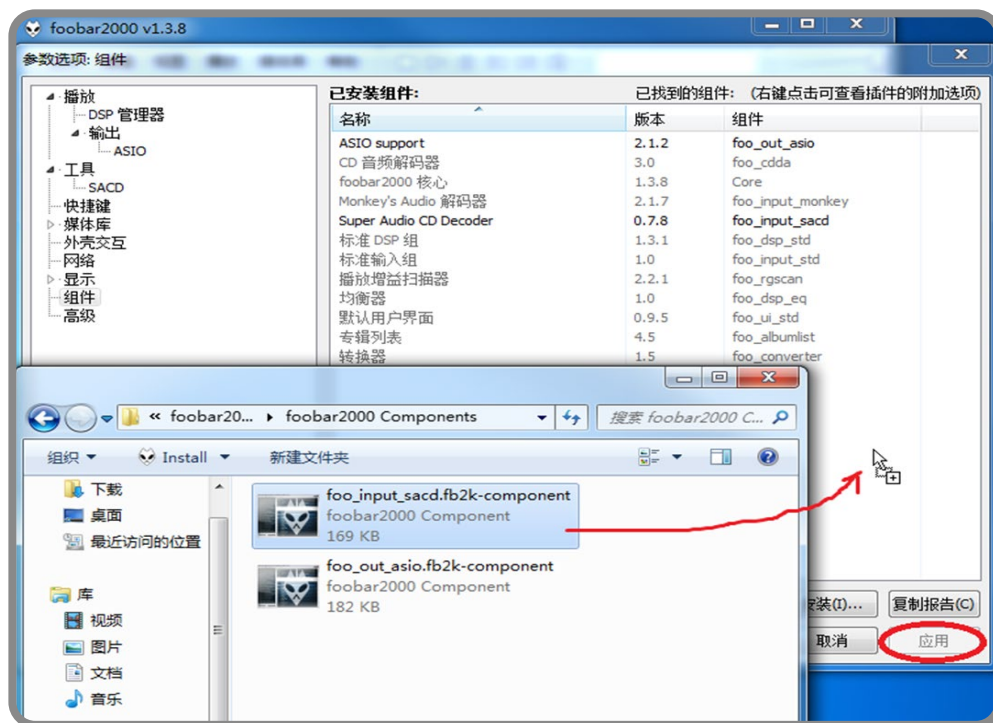 foobar2000 v1.3.8
参数选项: 组件
播放
DSP 管理器
输出
ASIO
工具
SACD
快捷键
媒体库
外壳交互
网络
显示
组件
高级
已安装组件: 已找到的组件: (右键点击可查看插件的附加选项)
名称 版本 组件
ASIO support 2.1.2 foo_out_asio
CD 音频解码器 3.0 foo_cdda
foobar2000 核心 1.3.8 Core
Monkey's Audio 解码器 2.1.7 foo_input_monkey
Super Audio CD Decoder 0.7.8 foo_input_sacd
标准 DSP 组 1.3.1 foo_dsp_std
标准输入组 1.0 foo_input_std
播放增益扫描器 2.2.1 foo_rgscan
均衡器 1.0 foo_dsp_eq
默认用户界面 0.9.5 foo_ui_std
专辑列表 4.5 foo_albumlist
转换器 1.5 foo_converter
« foobar20... foobar2000 Components 搜索 foobar2000 C...
组织 Install 新建文件夹
下载
桌面
最近访问的位置
库
视频
图片
文档
音乐
foo_input_sacd.fb2k-component
foobar2000 Component
169 KB
foo_out_asio.fb2k-component
foobar2000 Component
182 KB
装(I)... 复制报告(C)
取消 应用